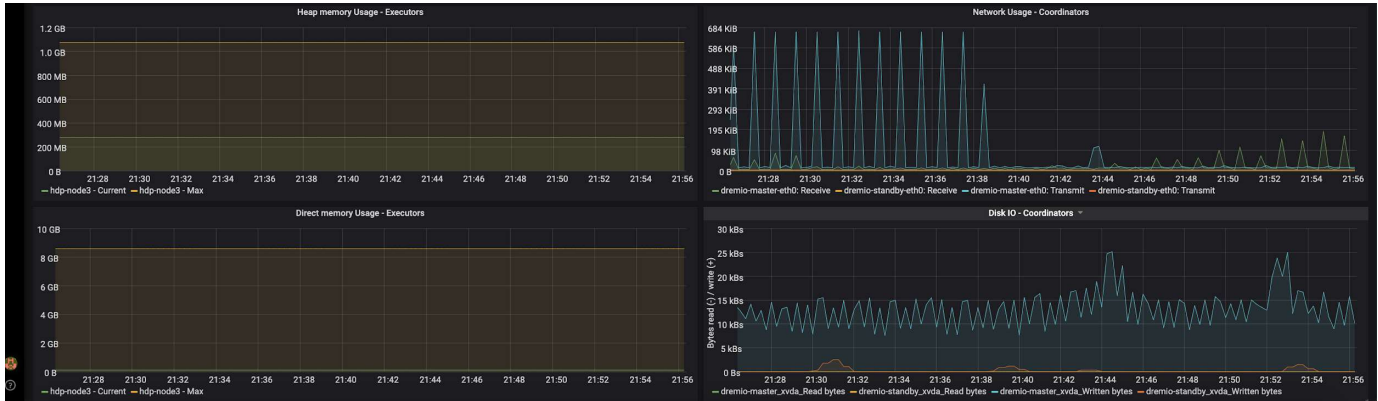 Heap memory Usage - Executors
1.2 GB
1.0 GB
800 MB
600 MB
400 MB
200 MB
0 B
21:28 21:30 21:32 21:34 21:36 21:38 21:40 21:42 21:44 21:46 21:48 21:50 21:52 21:54 21:56
hdp-node3 - Current hdp-node3 - Max
Network Usage - Coordinators
684 KiB
586 KiB
488 KiB
391 KiB
293 KiB
195 KiB
98 KiB
0 B
21:28 21:30 21:32 21:34 21:36 21:38 21:40 21:42 21:44 21:46 21:48 21:50 21:52 21:54 21:56
dremio-master-eth0: Receive dremio-standby-eth0: Receive dremio-master-eth0: Transmit dremio-standby-eth0: Transmit
Direct memory Usage - Executors
10 GB
8 GB
6 GB
4 GB
2 GB
0 B
21:28 21:30 21:32 21:34 21:36 21:38 21:40 21:42 21:44 21:46 21:48 21:50 21:52 21:54 21:56
hdp-node3 - Current hdp-node3 - Max
Disk IO - Coordinators
Bytes read (-) / write (+)
30 kBs
25 kBs
20 kBs
15 kBs
10 kBs
5 kBs
0 Bs
21:28 21:30 21:32 21:34 21:36 21:38 21:40 21:42 21:44 21:46 21:48 21:50 21:52 21:54 21:56
dremio-master_xvda_Read bytes dremio-standby_xvda_Read bytes dremio-master_xvda_Written bytes dremio-standby_xvda_Written bytes
?